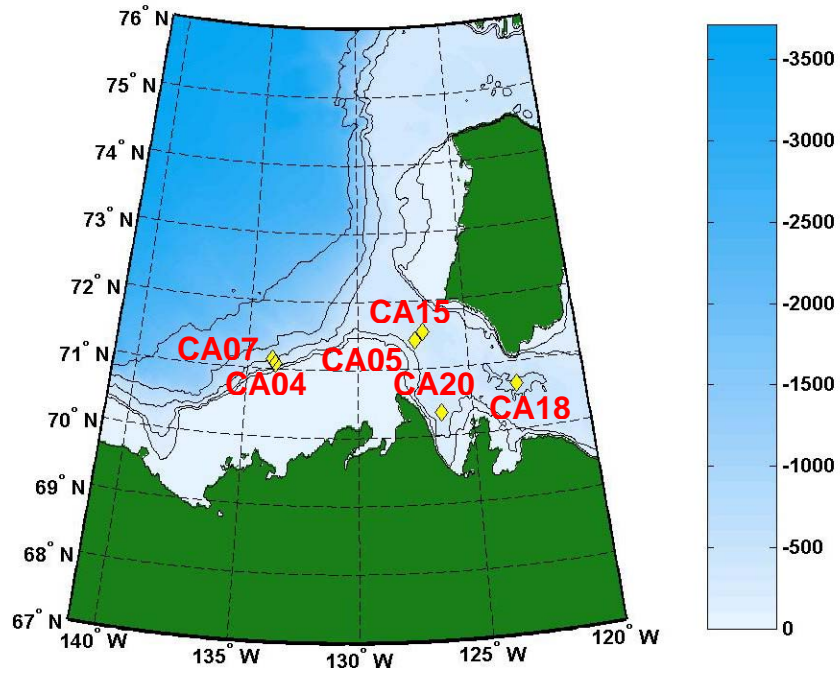 76° N
75° N
74° N
73° N
72° N
71° N
70° N
69° N
68° N
67° N
140° W
135° W
130° W
125° W
120° W
CA15
CA07
CA05
CA04
CA20
CA18
-3500
-3000
-2500
-2000
-1500
-1000
-500
0